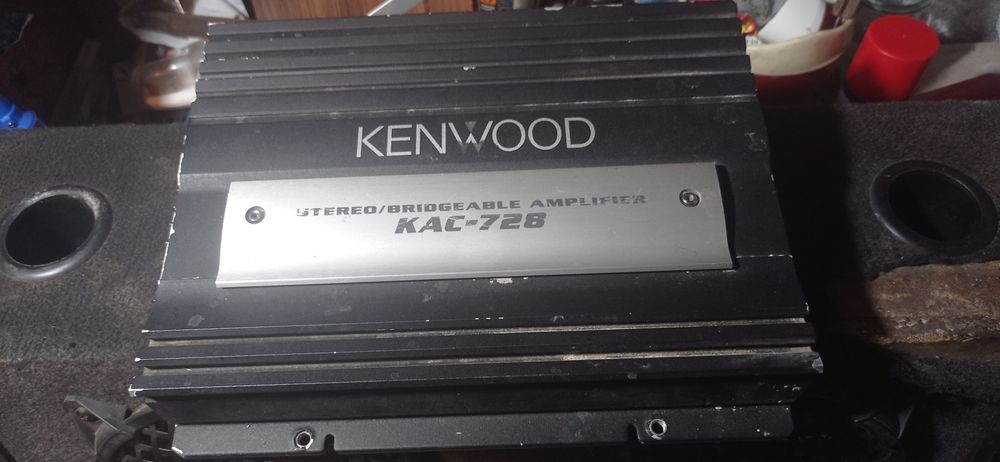 KENWOOD
STEREO/BRIDGEABLE AMPLIFIER
KAC-728